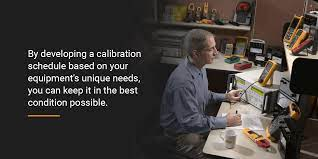 By developing a calibration
schedule based on your
equipment's unique needs,
you can keep it in the best
condition possible.